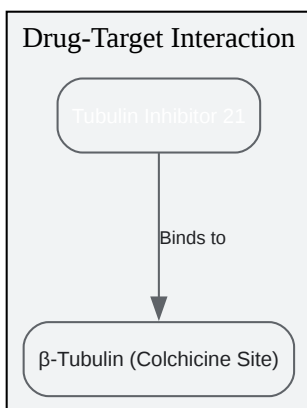 Drug-Target Interaction
Tubulin Inhibitor 21
Binds to
β-Tubulin (Colchicine Site)